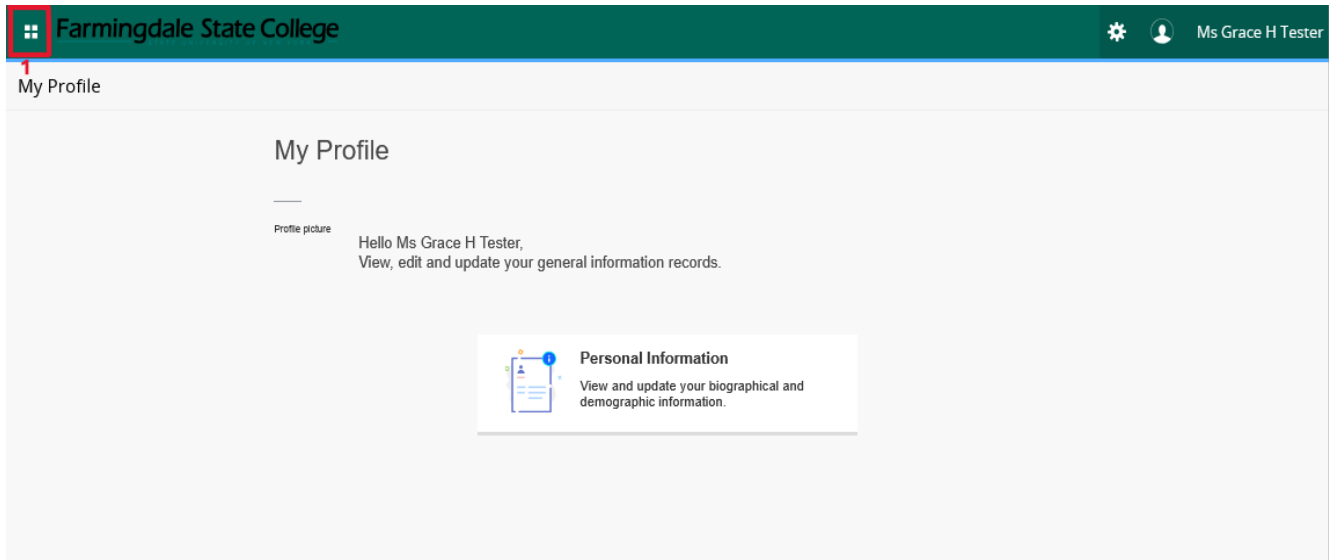 Farmingdale State College
Ms Grace H Tester
1
My Profile
My Profile
Profile picture
Hello Ms Grace H Tester,
View, edit and update your general information records.
Personal Information
View and update your biographical and
demographic information.